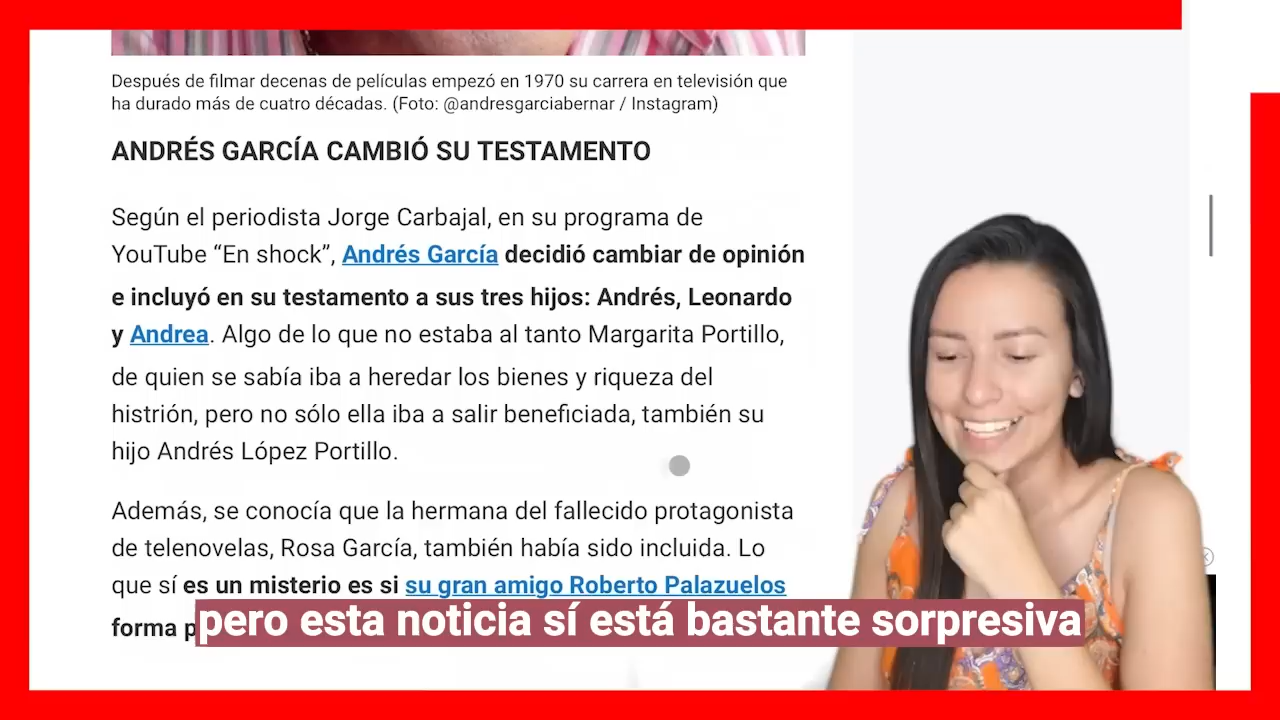 Después de filmar decenas de películas empezó en 1970 su carrera en televisión que
ha durado más de cuatro décadas. (Foto: @andresgarciabernar / Instagram)
ANDRÉS GARCÍA CAMBIÓ SU TESTAMENTO
Según el periodista Jorge Carbajal, en su programa de
YouTube “En shock”, Andrés García decidió cambiar de opinión
e incluyó en su testamento a sus tres hijos: Andrés, Leonardo
y Andrea. Algo de lo que no estaba al tanto Margarita Portillo,
de quien se sabía iba a heredar los bienes y riqueza del
histrión, pero no sólo ella iba a salir beneficiada, también su
hijo Andrés López Portillo.
Además, se conocía que la hermana del fallecido protagonista
de telenovelas, Rosa García, también había sido incluida. Lo
que sí es un misterio es si su gran amigo Roberto Palazuelos
forma
pero esta noticia sí está bastante sorpresiva